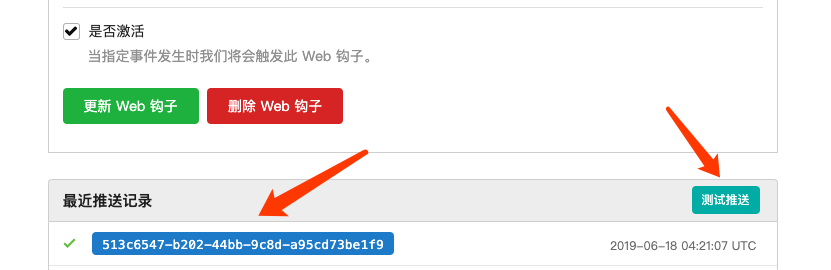 是否激活
当指定事件发生时我们将会触发此 Web 钩子。
更新 Web 钩子 删除 Web 钩子
最近推送记录 测试推送
513c6547-b202-44bb-9c8d-a95cd73be1f9 2019-06-18 04:21:07 UTC